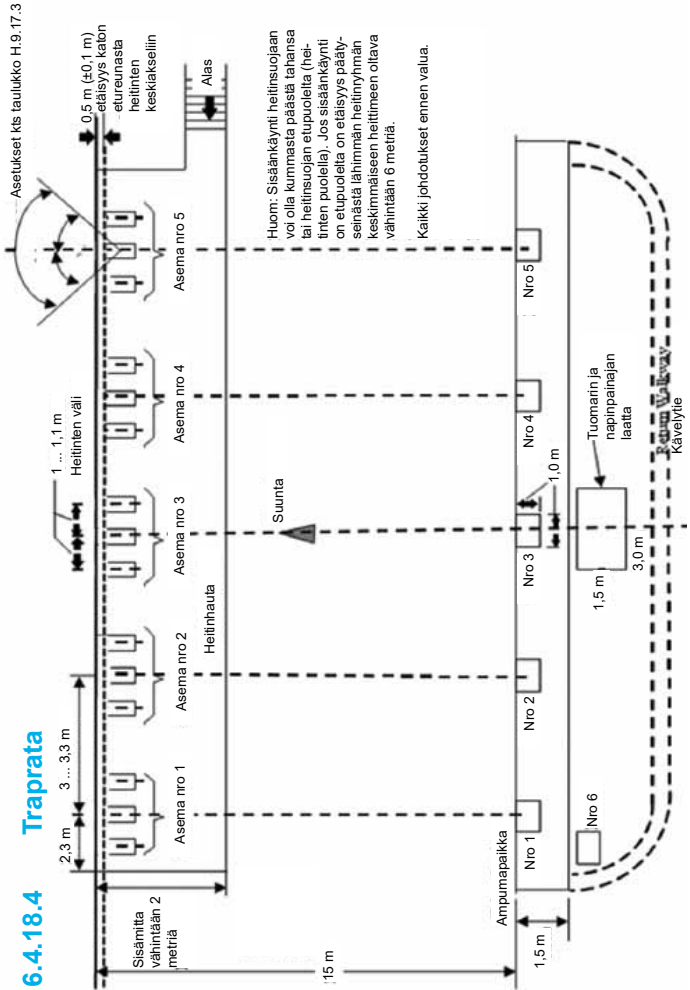 6.4.18.4 Traprata
Asetukset kts taulukko H.9.17.3
2,3 m
3 ... 3,3 m
1 ... 1,1 m
Heitinten väli
0,5 m (±0,1 m)
etäisyys katon
etureunasta
heitinten
keskiakseliin
Asema nro 1
Asema nro 2
Asema nro 3
Asema nro 4
Asema nro 5
Alas
Sisämitta
vähintään 2
metriä
Heitinhauta
Suunta
Huom: Sisäänkäynti heitinsuojaan
voi olla kummasta päästä tahansa
tai heitinsuojan etupuolelta (hei-
tinten puolella). Jos sisäänkäynti
on etupuolelta on etäisyys pääty-
seinästä lähimmän heitinryhmän
keskimmäiseen heittimeen oltava
vähintään 6 metriä.
Kaikki johdotukset ennen valua.
15 m
Ampumapaikka
Nro 1
Nro 2
Nro 3
Nro 4
Nro 5
1,0 m
1,5 m
Nro 6
1,5 m
3,0 m
Tuomarin ja
napinpainajan
laatta
Return Walkway
Kävelytie